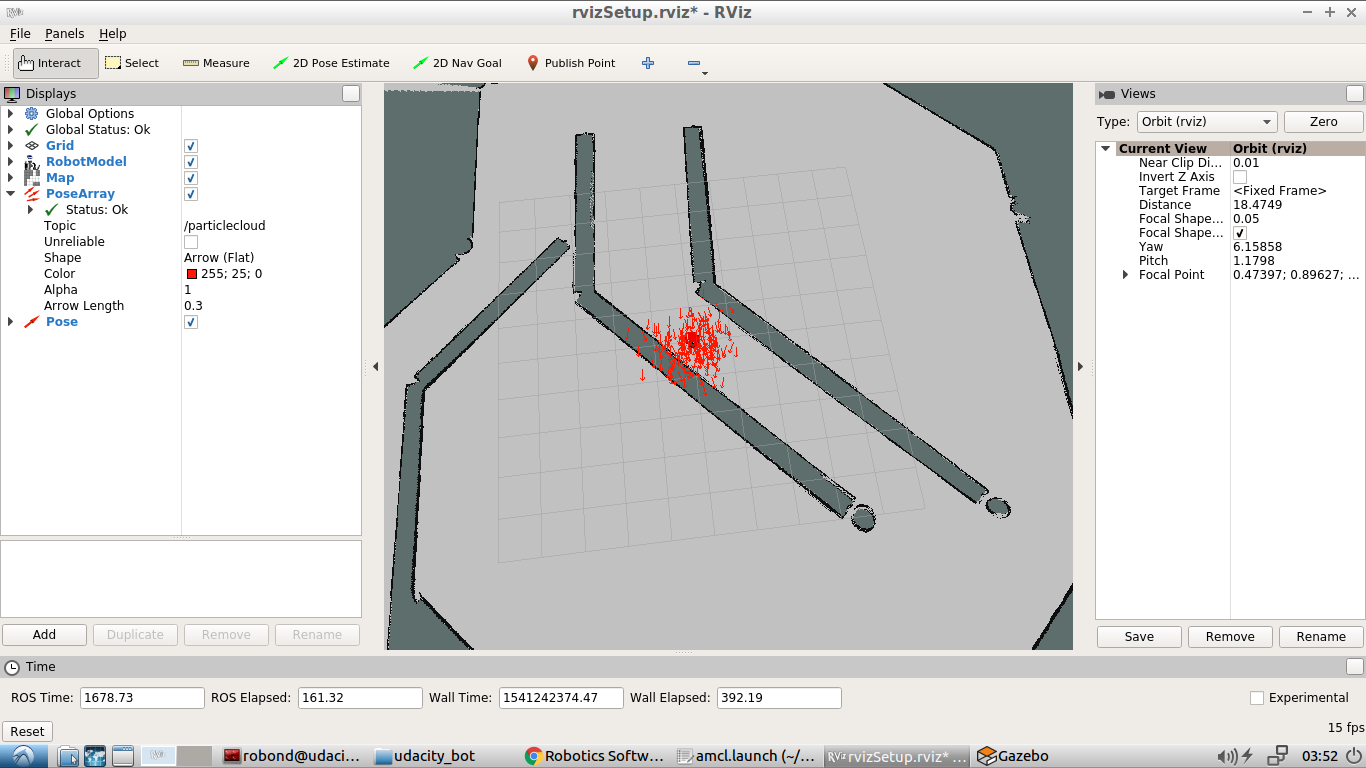 rvizSetup.rviz* - RViz
File Panels Help
Interact Select Measure 2D Pose Estimate 2D Nav Goal Publish Point
Displays
Global Options
Global Status: Ok
Grid
RobotModel
Map
PoseArray
Status: Ok
Topic /particlecloud
Unreliable
Shape Arrow (Flat)
Color 255; 25; 0
Alpha 1
Arrow Length 0.3
Pose
Add Duplicate Remove Rename
Views
Type: Orbit (rviz) Zero
Current View Orbit (rviz)
Near Clip Di... 0.01
Invert Z Axis
Target Frame <Fixed Frame>
Distance 18.4749
Focal Shape... 0.05
Focal Shape...
Yaw 6.15858
Pitch 1.1798
Focal Point 0.47397; 0.89627; ...
Save Remove Rename
Time
ROS Time: 1678.73 ROS Elapsed: 161.32 Wall Time: 1541242374.47 Wall Elapsed: 392.19 Experimental
Reset 15 fps
robond@udaci... udacity_bot Robotics Softw... amcl.launch (~/... rvizSetup.rviz* ... Gazebo 03:52